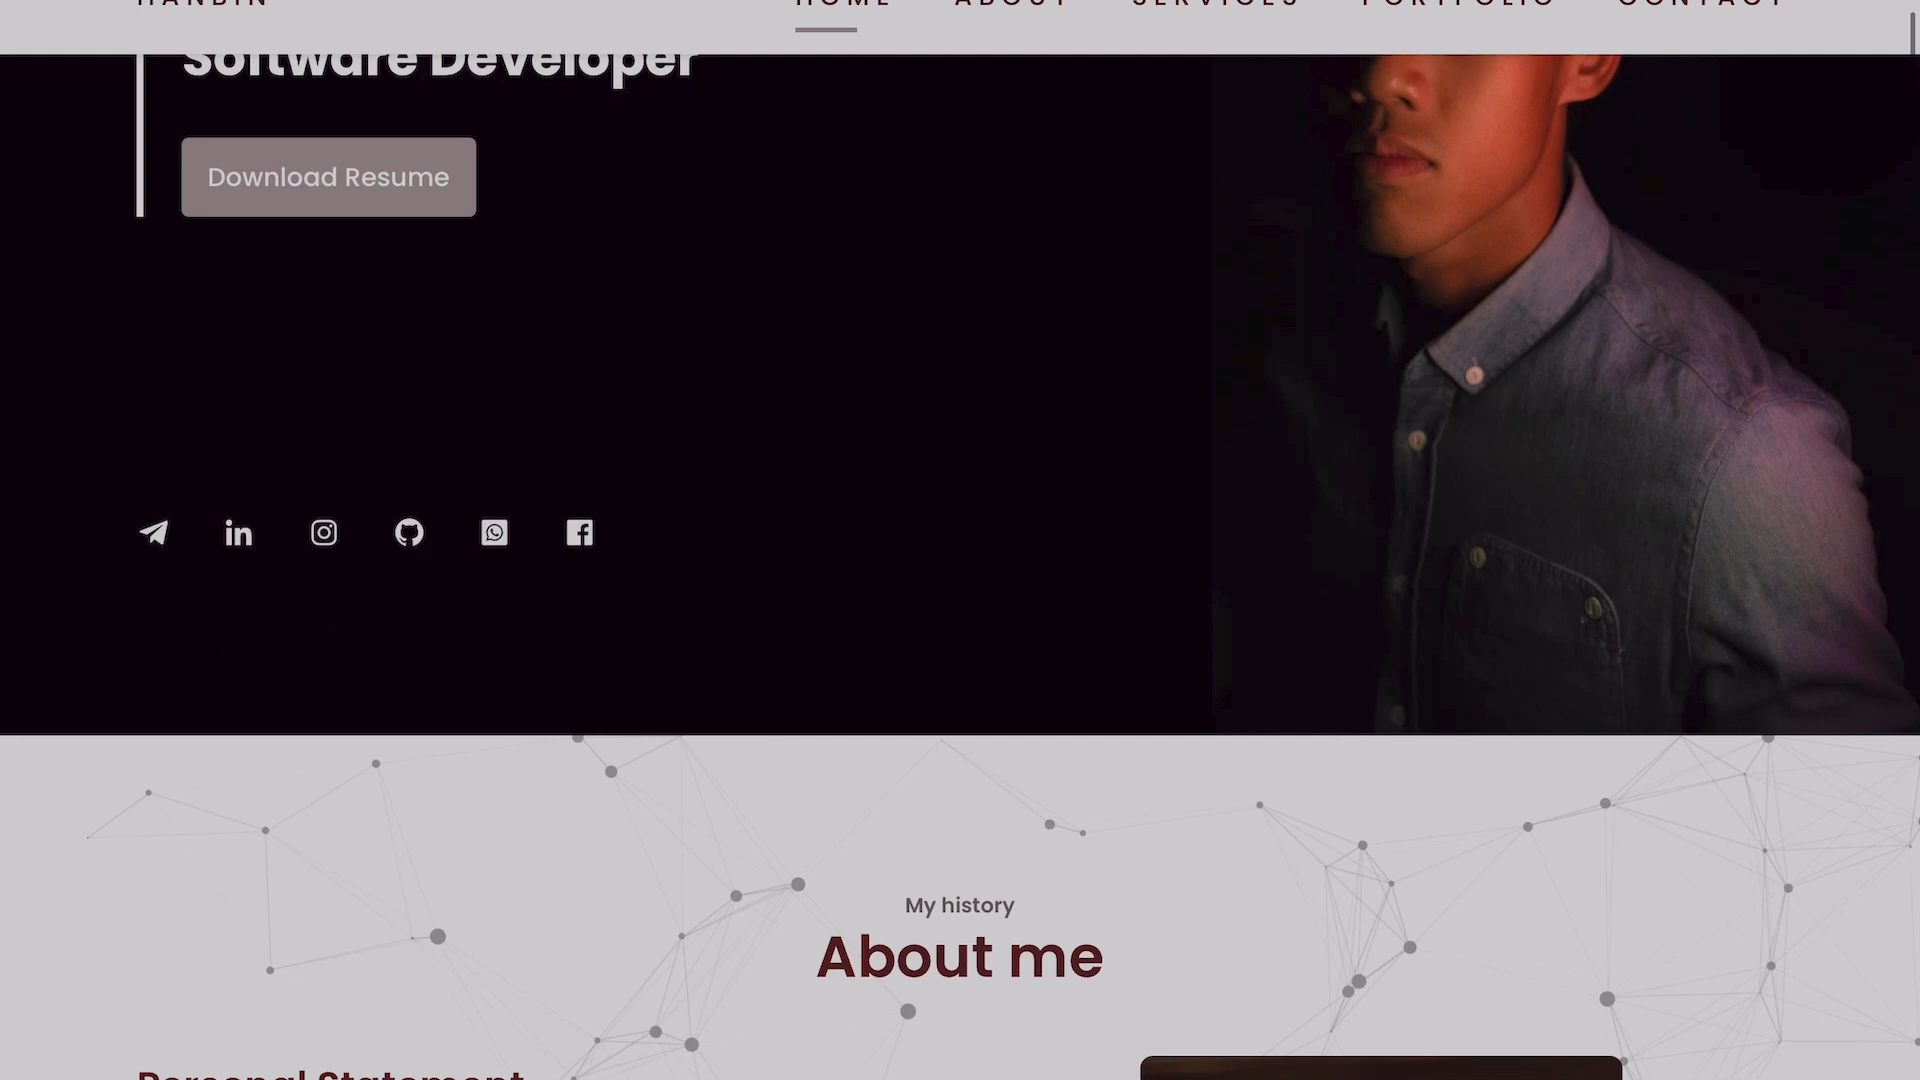 HANBIN
HOME ABOUT SERVICES PORTFOLIO CONTACT
Software Developer
Download Resume
My history
About me
Personal Statement